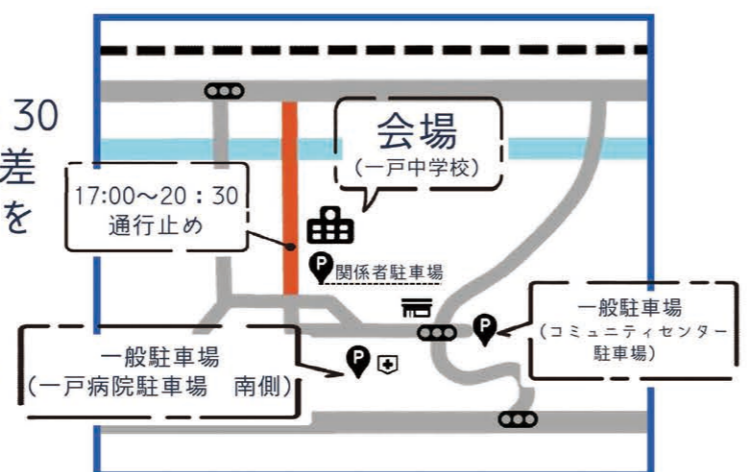 30
差
を
会場
(一戸中学校)
17:00～20：30
通行止め
P
関係者駐車場
P
一般駐車場
(コミュニティセンター
駐車場)
一般駐車場
(一戸病院駐車場　南側)
P